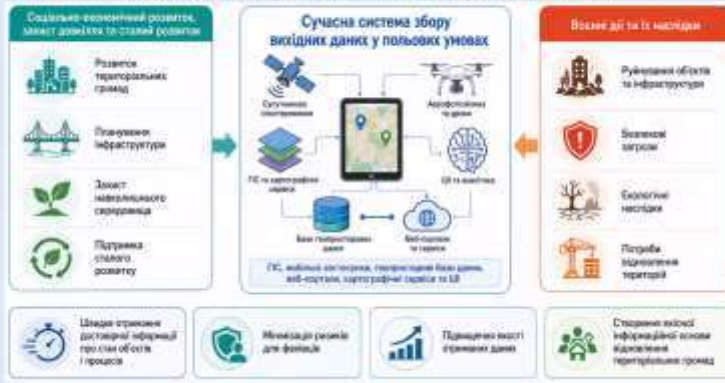 Соціально-економічний розвиток,
захист довкілля та сталий розвиток
Розвиток
територіальних
громад
Планування
інфраструктури
Захист
навколишнього
середовища
Підтримка
сталого
розвитку
Сучасна система збору
вихідних даних у польових умовах
Супутникове
спостереження
Аерофотозйомка
та дрони
ГІС та картографічні
сервіси
ШІ та аналітика
Бази геопросторових
даних
Веб-портали
та сервіси
ГІС, мобільні застосунки, геопросторові бази даних,
веб-портали, картографічні сервіси та ШІ
Воєнні дії та їх наслідки
Руйнування об'єктів
та інфраструктури
Безпекові
загрози
Екологічні
наслідки
Потреби
відновлення
територій
Швидке отримання
достовірної інформації
про стан об'єктів
і процесів
Мінімізація ризиків
для фахівців
Підвищення якості
отриманих даних
Створення якісної
інформаційної основи
відновлення
територіальних громад